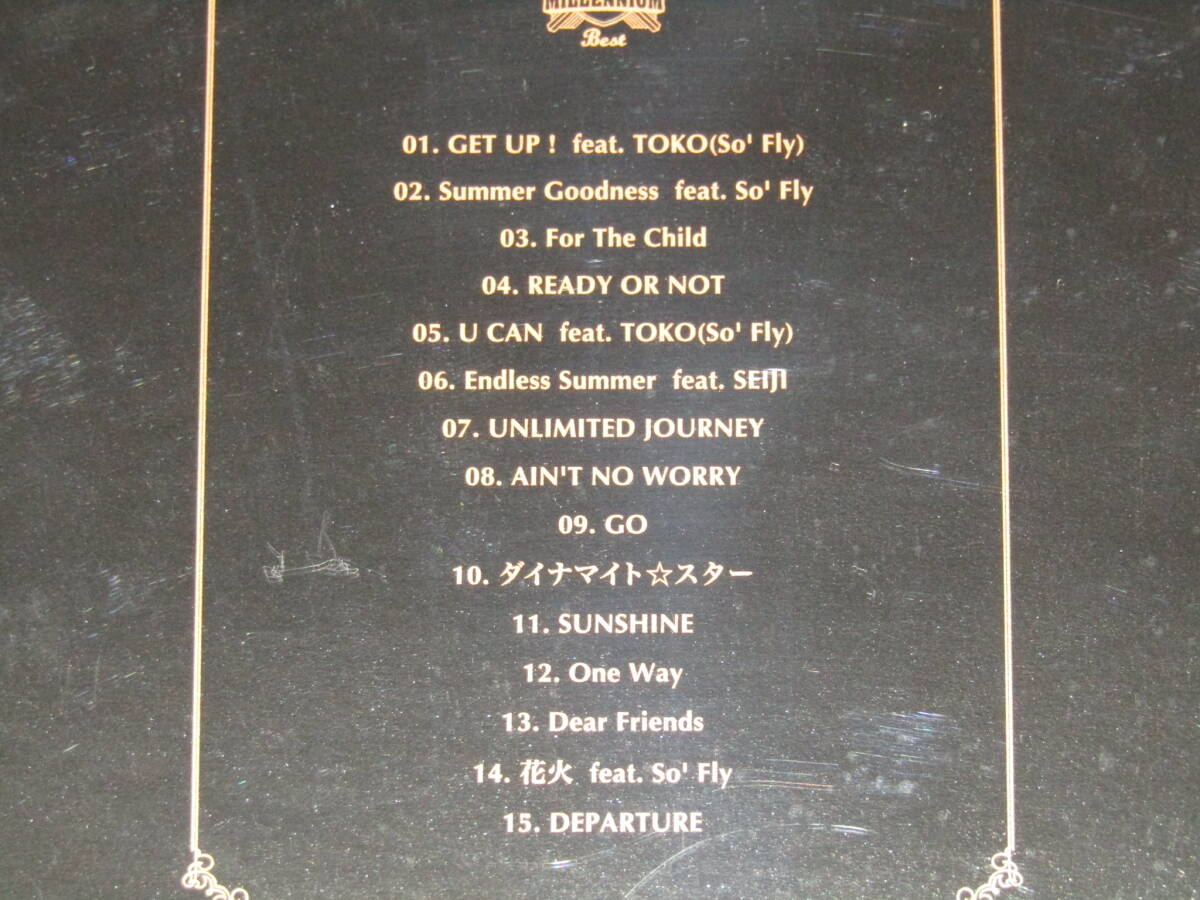 MILLENNIUM
Best
01. GET UP !  feat. TOKO(So' Fly)
02. Summer Goodness  feat. So' Fly
03. For The Child
04. READY OR NOT
05. U CAN  feat. TOKO(So' Fly)
06. Endless Summer  feat. SEIJI
07. UNLIMITED JOURNEY
08. AIN'T NO WORRY
09. GO
10. ダイナマイト☆スター
11. SUNSHINE
12. One Way
13. Dear Friends
14. 花火  feat. So' Fly
15. DEPARTURE